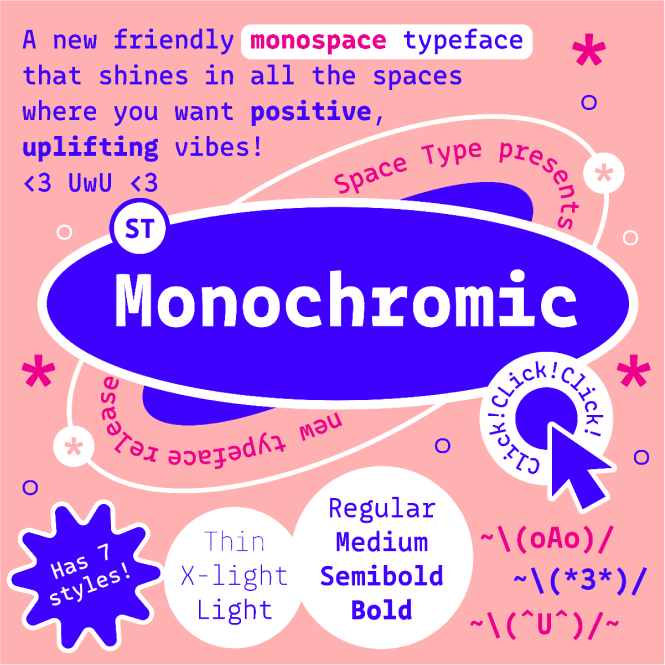 A new friendly monospace typeface
that shines in all the spaces
where you want positive,
uplifting vibes!
<3 UwU <3
Space Type presents
ST
Monochromic
new typeface release
Click!CLick!Click!
Has 7
styles!
Thin
X-light
Light
Regular
Medium
Semibold
Bold
~\(oAo)/
~\(*3*)/
~\(^U^)/~